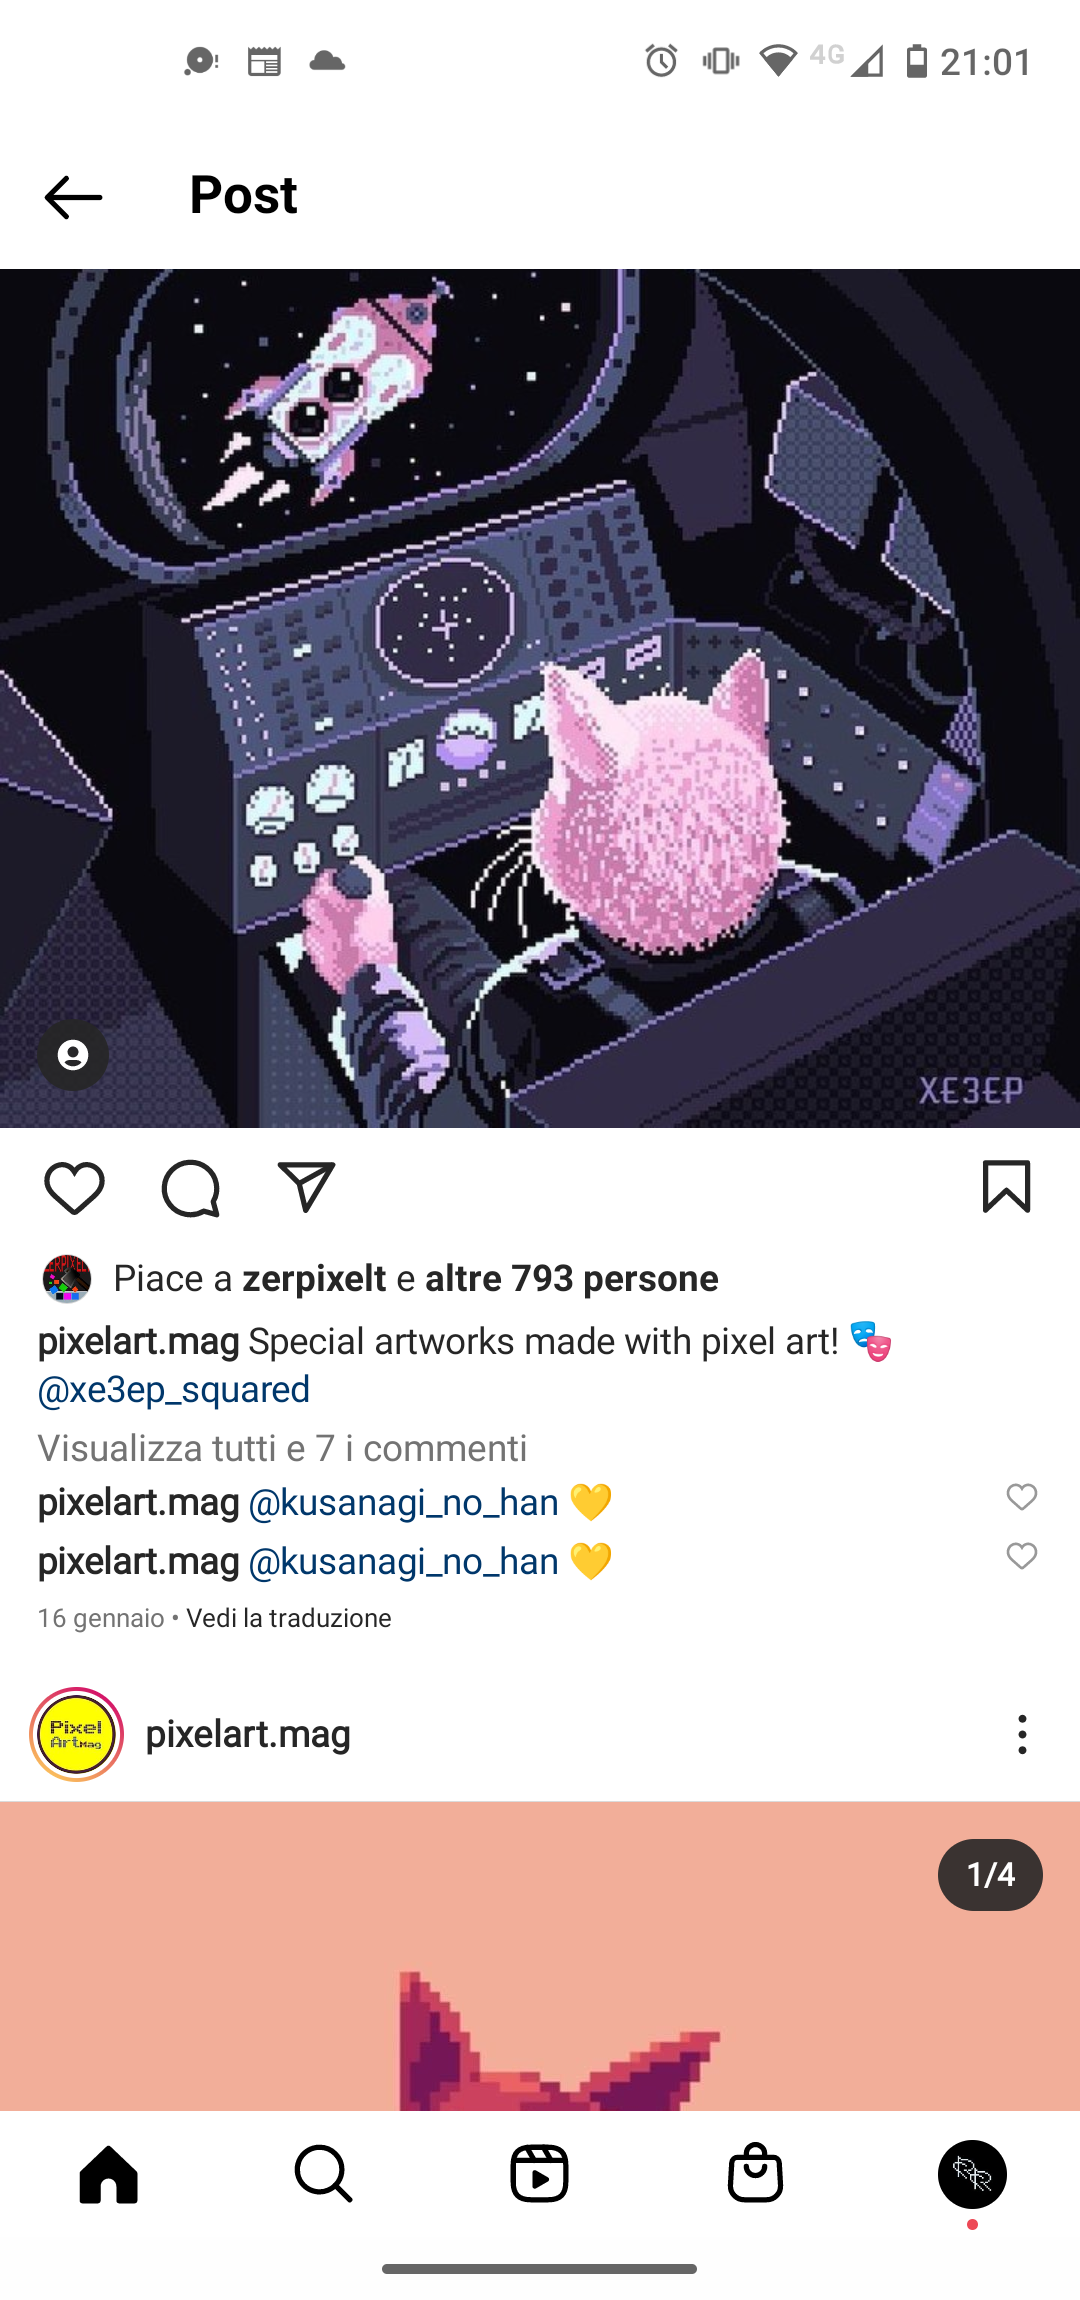 4G 21:01
Post
XE3EP
Piace a zerpixelt e altre 793 persone
pixelart.mag Special artworks made with pixel art! 🎭
@xe3ep_squared
Visualizza tutti e 7 i commenti
pixelart.mag @kusanagi_no_han 💛
pixelart.mag @kusanagi_no_han 💛
16 gennaio • Vedi la traduzione
Pixel
ArtMag
pixelart.mag
1/4